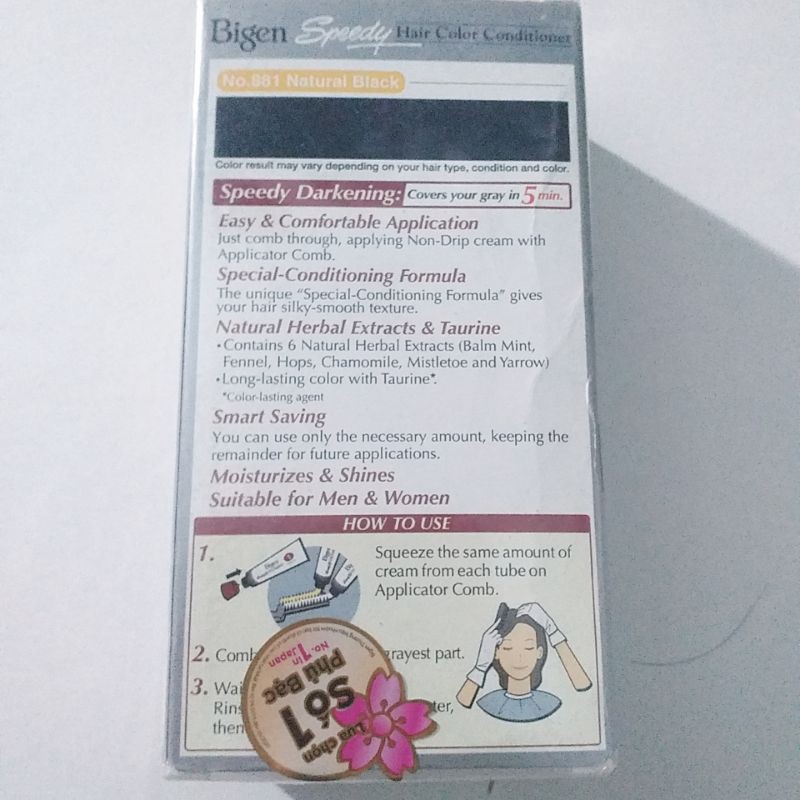 Bigen Speedy Hair Color Conditioner
No.881 Natural Black
Color result may vary depending on your hair type, condition and color.
Speedy Darkening: Covers your gray in 5 min.
Easy & Comfortable Application
Just comb through, applying Non-Drip cream with
Applicator Comb.
Special-Conditioning Formula
The unique “Special-Conditioning Formula” gives
your hair silky-smooth texture.
Natural Herbal Extracts & Taurine
•Contains 6 Natural Herbal Extracts (Balm Mint,
Fennel, Hops, Chamomile, Mistletoe and Yarrow)
•Long-lasting color with Taurine*.
*Color-lasting agent
Smart Saving
You can use only the necessary amount, keeping the
remainder for future applications.
Moisturizes & Shines
Suitable for Men & Women
HOW TO USE
1.
Squeeze the same amount of
cream from each tube on
Applicator Comb.
Bigen
2. Comb grayest part.
3. Wai
Rins ter,
then
Lựa chọn
Số 1
Phủ Bạc
No.1 in Japan